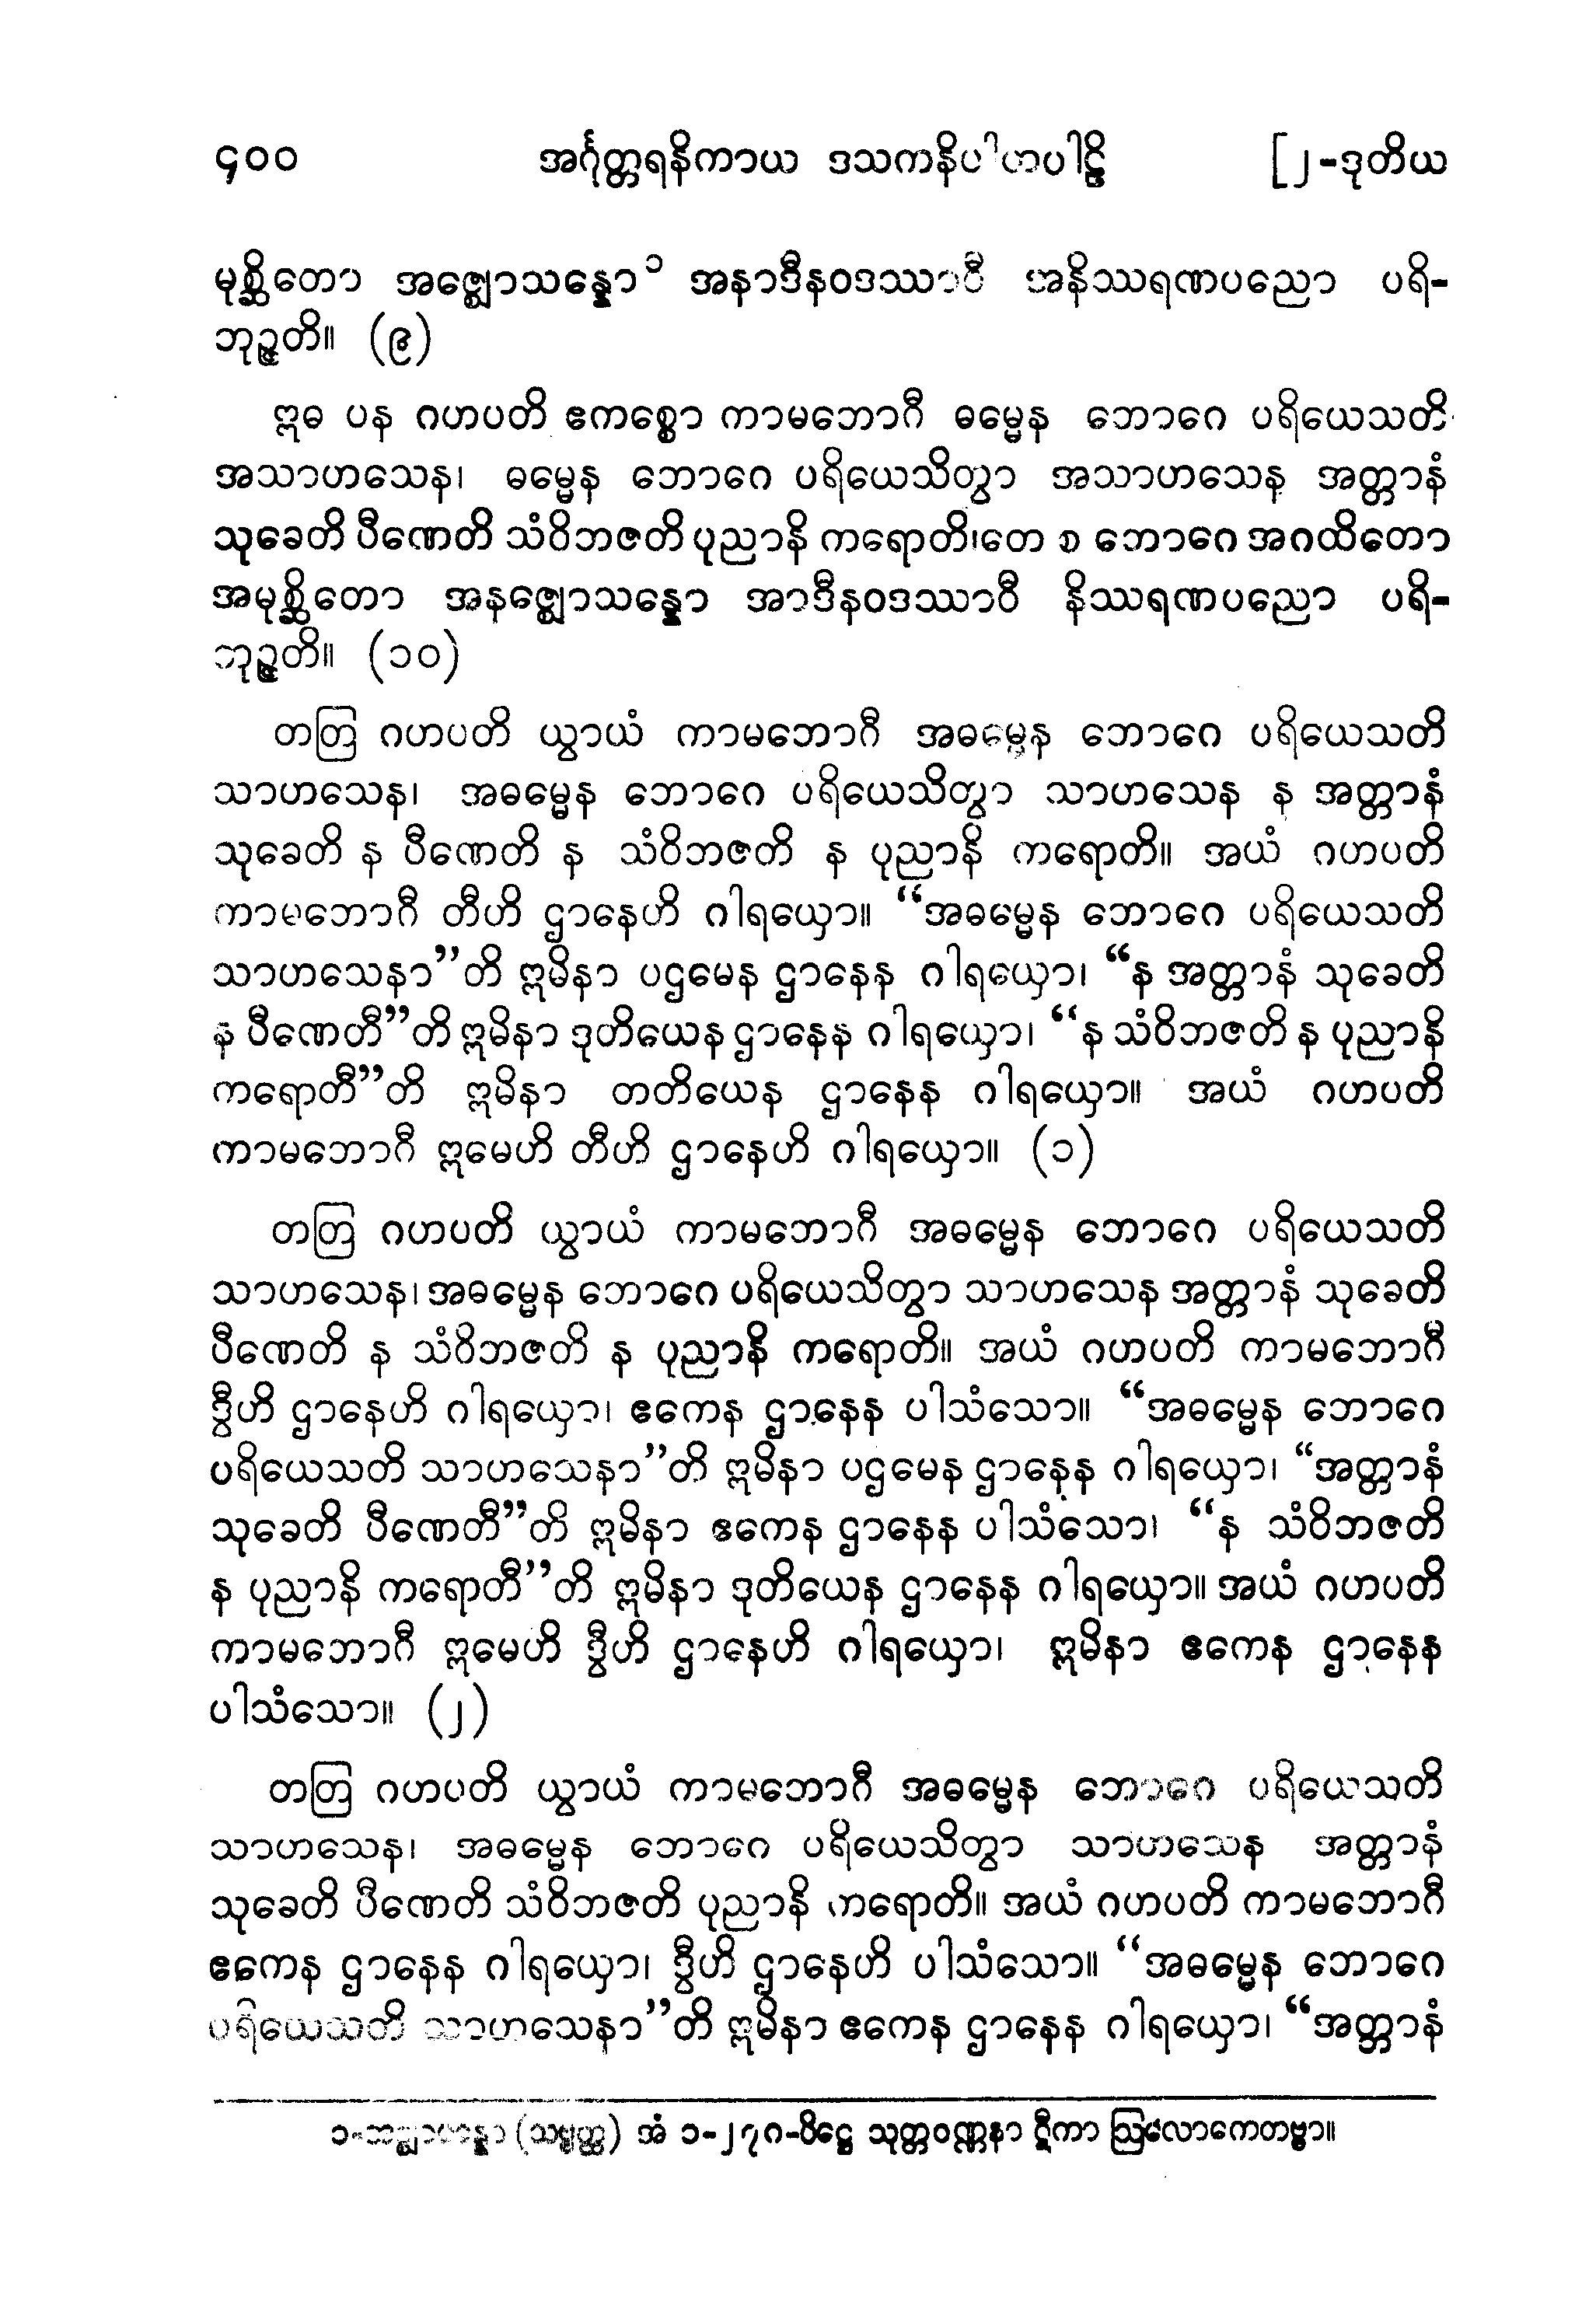 ၄၀၀ အင်္ဂုတ္တရနိကာယ ဒသကနိပါတပါဠိ [၂-ဒုတိယ
မုစ္ဆိတော အဇ္ဈောသန္နော၁ အနာဒီနဝဒဿာဝီ အနိဿရဏပညော ပရိ-
ဘုဉ္ဇတိ။ (၉)
ဣဓ ပန ဂဟပတိ ဧကစ္စော ကာမဘောဂီ ဓမ္မေန ဘောဂေ ပရိယေသတိ
အသာဟသေန၊ ဓမ္မေန ဘောဂေ ပရိယေသိတွာ အသာဟသေန အတ္တာနံ
သုခေတိ ပီဏေတိ သံဝိဘဇတိ ပုညာနိ ကရောတိ၊တေ စ ဘောဂေ အဂထိတော
အမုစ္ဆိတော အနဇ္ဈောသန္နော အာဒီနဝဒဿာဝီ နိဿရဏပညော ပရိ-
ဘုဉ္ဇတိ။ (၁၀)
တတြ ဂဟပတိ ယွာယံ ကာမဘောဂီ အဓမ္မေန ဘောဂေ ပရိယေသတိ
သာဟသေန၊ အဓမ္မေန ဘောဂေ ပရိယေသိတွာ သာဟသေန န အတ္တာနံ
သုခေတိ န ပီဏေတိ န သံဝိဘဇတိ န ပုညာနိ ကရောတိ။ အယံ ဂဟပတိ
ကာမဘောဂီ တီဟိ ဌာနေဟိ ဂါရယှော။ “အဓမ္မေန ဘောဂေ ပရိယေသတိ
သာဟသေနာ”တိ ဣမိနာ ပဌမေန ဌာနေန ဂါရယှော၊ “န အတ္တာနံ သုခေတိ
န ပီဏေတီ”တိ ဣမိနာ ဒုတိယေန ဌာနေန ဂါရယှော၊ “န သံဝိဘဇတိ န ပုညာနိ
ကရောတီ”တိ ဣမိနာ တတိယေန ဌာနေန ဂါရယှော။ အယံ ဂဟပတိ
ကာမဘောဂီ ဣမေဟိ တီဟိ ဌာနေဟိ ဂါရယှော။ (၁)
တတြ ဂဟပတိ ယွာယံ ကာမဘောဂီ အဓမ္မေန ဘောဂေ ပရိယေသတိ
သာဟသေန၊ အဓမ္မေန ဘောဂေ ပရိယေသိတွာ သာဟသေန အတ္တာနံ သုခေတိ
ပီဏေတိ န သံဝိဘဇတိ န ပုညာနိ ကရောတိ။ အယံ ဂဟပတိ ကာမဘောဂီ
ဒွီဟိ ဌာနေဟိ ဂါရယှော၊ ဧကေန ဌာနေန ပါသံသော။ “အဓမ္မေန ဘောဂေ
ပရိယေသတိ သာဟသေနာ”တိ ဣမိနာ ပဌမေန ဌာနေန ဂါရယှော၊ “အတ္တာနံ
သုခေတိ ပီဏေတီ”တိ ဣမိနာ ဧကေန ဌာနေန ပါသံသော၊ “န သံဝိဘဇတိ
န ပုညာနိ ကရောတီ”တိ ဣမိနာ ဒုတိယေန ဌာနေန ဂါရယှော။ အယံ ဂဟပတိ
ကာမဘောဂီ ဣမေဟိ ဒွီဟိ ဌာနေဟိ ဂါရယှော၊ ဣမိနာ ဧကေန ဌာနေန
ပါသံသော။ (၂)
တတြ ဂဟပတိ ယွာယံ ကာမဘောဂီ အဓမ္မေန ဘောဂေ ပရိယေသတိ
သာဟသေန၊ အဓမ္မေန ဘောဂေ ပရိယေသိတွာ သာဟသေန အတ္တာနံ
သုခေတိ ပီဏေတိ သံဝိဘဇတိ ပုညာနိ ကရောတိ။ အယံ ဂဟပတိ ကာမဘောဂီ
ဧကေန ဌာနေန ဂါရယှော၊ ဒွီဟိ ဌာနေဟိ ပါသံသော။ “အဓမ္မေန ဘောဂေ
ပရိယေသတိ သာဟသေနာ”တိ ဣမိနာ ဧကေန ဌာနေန ဂါရယှော၊ “အတ္တာနံ
၁- (သဗ္ဗတ္ထ) အံ ၁-၂၇၈-ပိဋ္ဌေ သုတ္တဝဏ္ဏနာ ဋီကာ ဩလောကေတဗ္ဗာ။